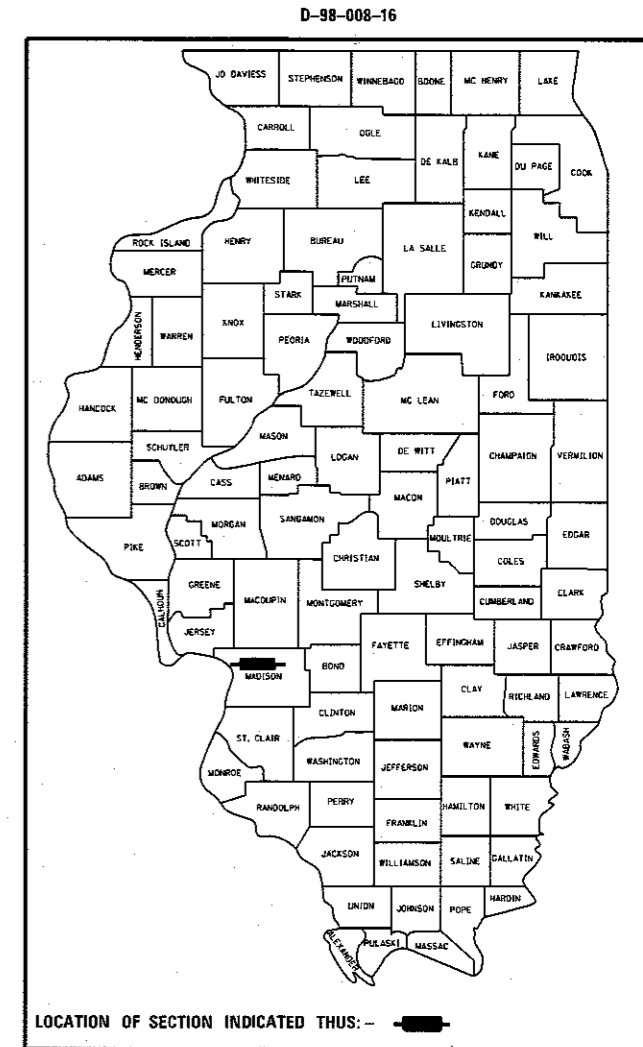 D-98-008-16
JO DAVIESS STEPHENSON WINNEBAGO BOONE MC HENRY LAKE
CARROLL OGLE
KANE DU PAGE
DE KALB COOK
WHITESIDE LEE
KENDALL
ROCK ISLAND HENRY BUREAU LA SALLE WILL
MERCER PUTNAM GRUNDY
STARK MARSHALL KANKAKEE
HENDERSON WARREN KNOX PEORIA WOODFORD LIVINGSTON
IROQUOIS
HANCOCK MC DONOUGH FULTON TAZEWELL MC LEAN FORD
MASON
SCHUYLER LOGAN DE WITT CHAMPAIGN VERMILION
ADAMS BROWN CASS MENARD PIATT
MACON
MORGAN SANGAMON DOUGLAS
PIKE SCOTT CHRISTIAN MOULTRIE COLES EDGAR
GREENE SHELBY
CALHOUN MACOUPIN MONTGOMERY CUMBERLAND CLARK
JERSEY
FAYETTE EFFINGHAM JASPER CRAWFORD
MADISON BOND
CLAY RICHLAND LAWRENCE
CLINTON MARION
ST. CLAIR WAYNE EDWARDS WABASH
MONROE WASHINGTON JEFFERSON
RANDOLPH PERRY HAMILTON WHITE
FRANKLIN
JACKSON WILLIAMSON SALINE GALLATIN
UNION JOHNSON POPE HARDIN
ALEXANDER PULASKI MASSAC
LOCATION OF SECTION INDICATED THUS: -